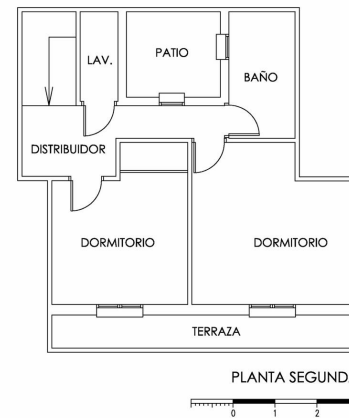 LAV.
PATIO
BAÑO
DISTRIBUIDOR
DORMITORIO
DORMITORIO
TERRAZA
PLANTA SEGUND
0 1 2